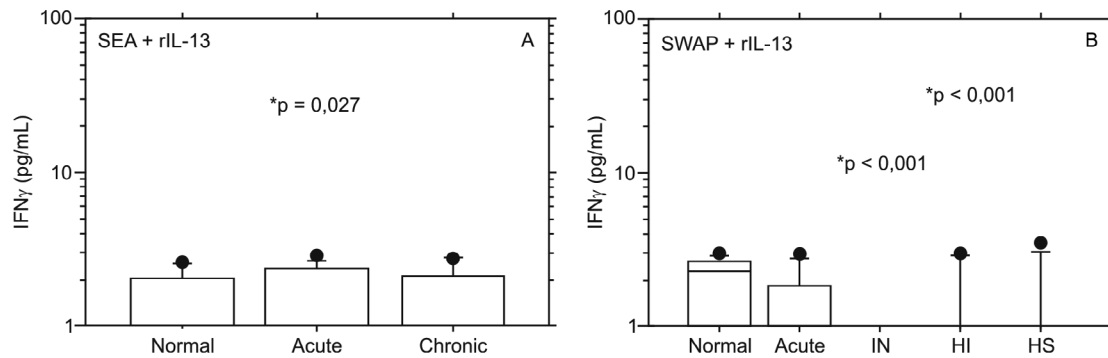 100
SEA + rIL-13
A
*p = 0,027
IFNγ (pg/mL)
10
1
Normal
Acute
Chronic
100
SWAP + rIL-13
B
*p < 0,001
*p < 0,001
IFNγ (pg/mL)
10
1
Normal
Acute
IN
HI
HS